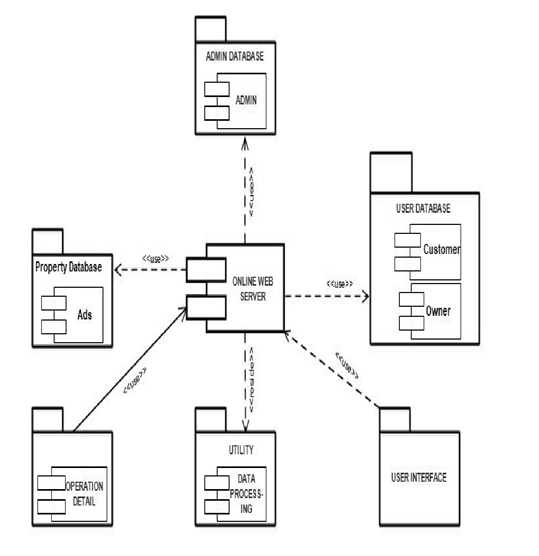 ADMIN DATABASE
ADMIN
<<use>>
USER DATABASE
Customer
Owner
Property Database
Ads
<<use>>
ONLINE WEB
SERVER
<<use>>
<<use>>
<<use>>
OPERATION
DETAIL
UTILITY
DATA
PROCESS-
ING
USER INTERFACE